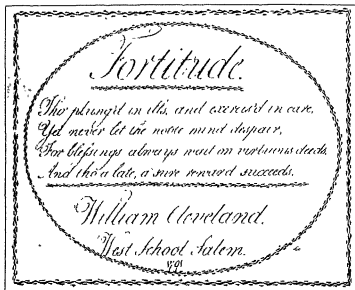 Fortitude.
Tho' plung'd in ills, and exercis'd in care,
Yet never let the noble mind despair,
For blessings always wait on virtuous deeds,
And tho' a late, a sure reward succeeds.
William Cleveland.
West School Salem.